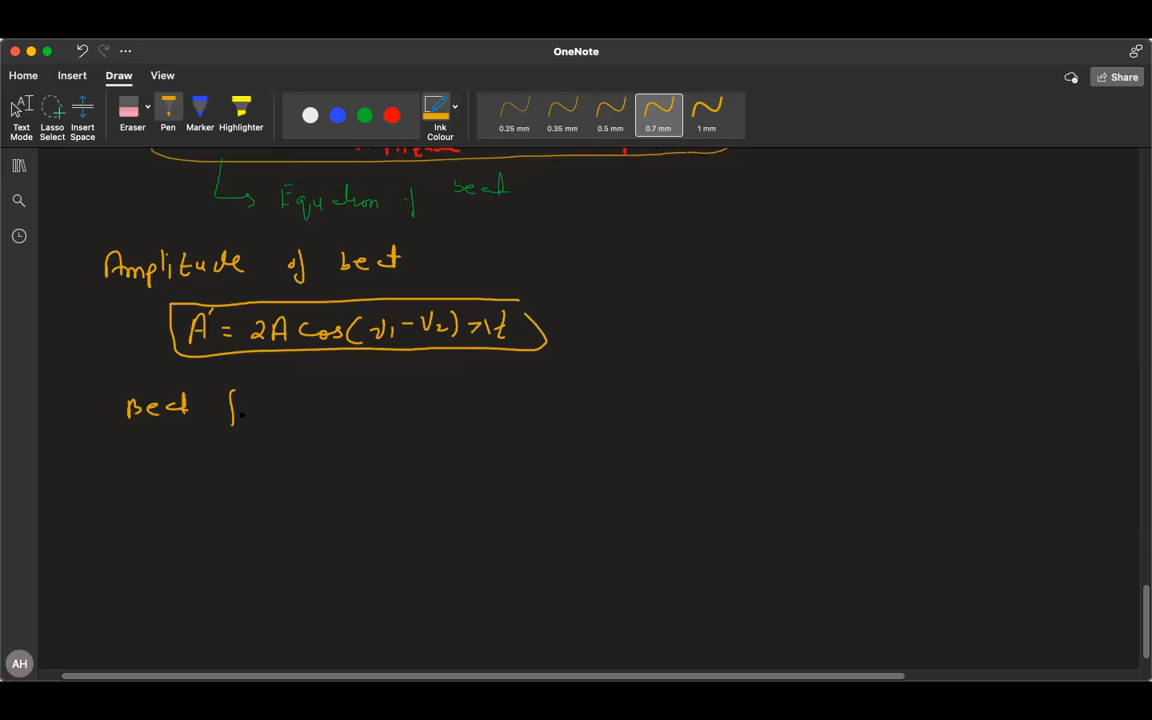 OneNote
Home Insert Draw View
Share
Text Mode
Lasso Select
Insert Space
Eraser
Pen
Marker
Highlighter
Ink Colour
0.25 mm
0.35 mm
0.5 mm
0.7 mm
1 mm
Equation of beat
Amplitude of beat
A' = 2A cos(ν₁ - ν₂) πt
Beat f
AH